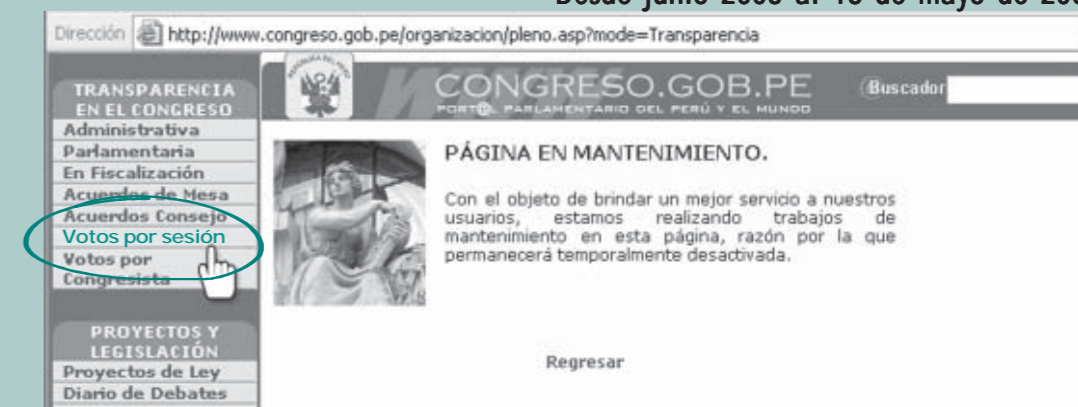 Dirección http://www.congreso.gob.pe/organizacion/pleno.asp?mode=Transparencia
TRANSPARENCIA
EN EL CONGRESO
Administrativa
Parlamentaria
En Fiscalización
Acuerdos de Mesa
Acuerdos Consejo
Votos por sesión
Votos por
Congresista
PROYECTOS Y
LEGISLACIÓN
Proyectos de Ley
Diario de Debates
REPÚBLICA DEL PERÚ
CONGRESO.GOB.PE
PORTAL PARLAMENTARIO DEL PERÚ Y EL MUNDO
Buscador
PÁGINA EN MANTENIMIENTO.
Con el objeto de brindar un mejor servicio a nuestros
usuarios, estamos realizando trabajos de
mantenimiento en esta página, razón por la que
permanecerá temporalmente desactivada.
Regresar